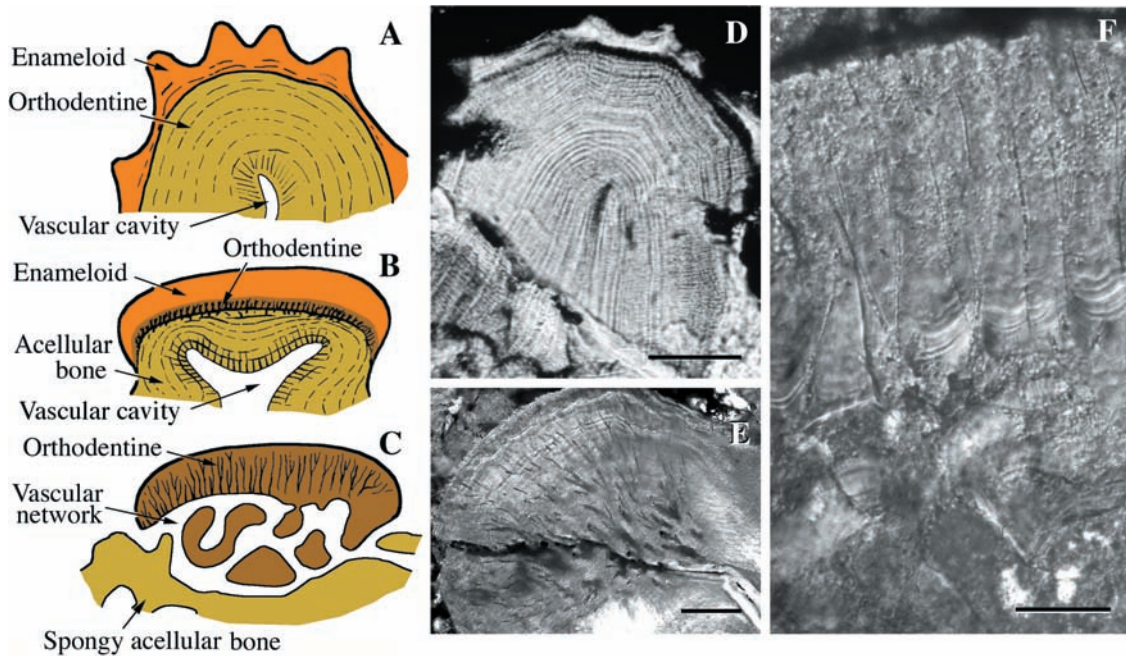 A
Enameloid
Orthodentine
Vascular cavity
Orthodentine
Enameloid
B
Acellular
bone
Vascular cavity
C
Orthodentine
Vascular
network
Spongy acellular bone
D
E
F